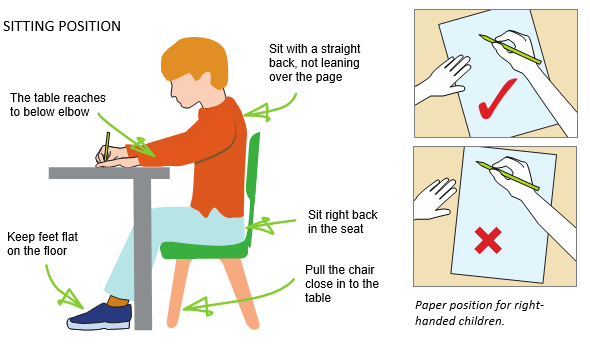 SITTING POSITION
Sit with a straight
back, not leaning
over the page
The table reaches
to below elbow
Sit right back
in the seat
Keep feet flat
on the floor
Pull the chair
close in to the
table
Paper position for right-
handed children.